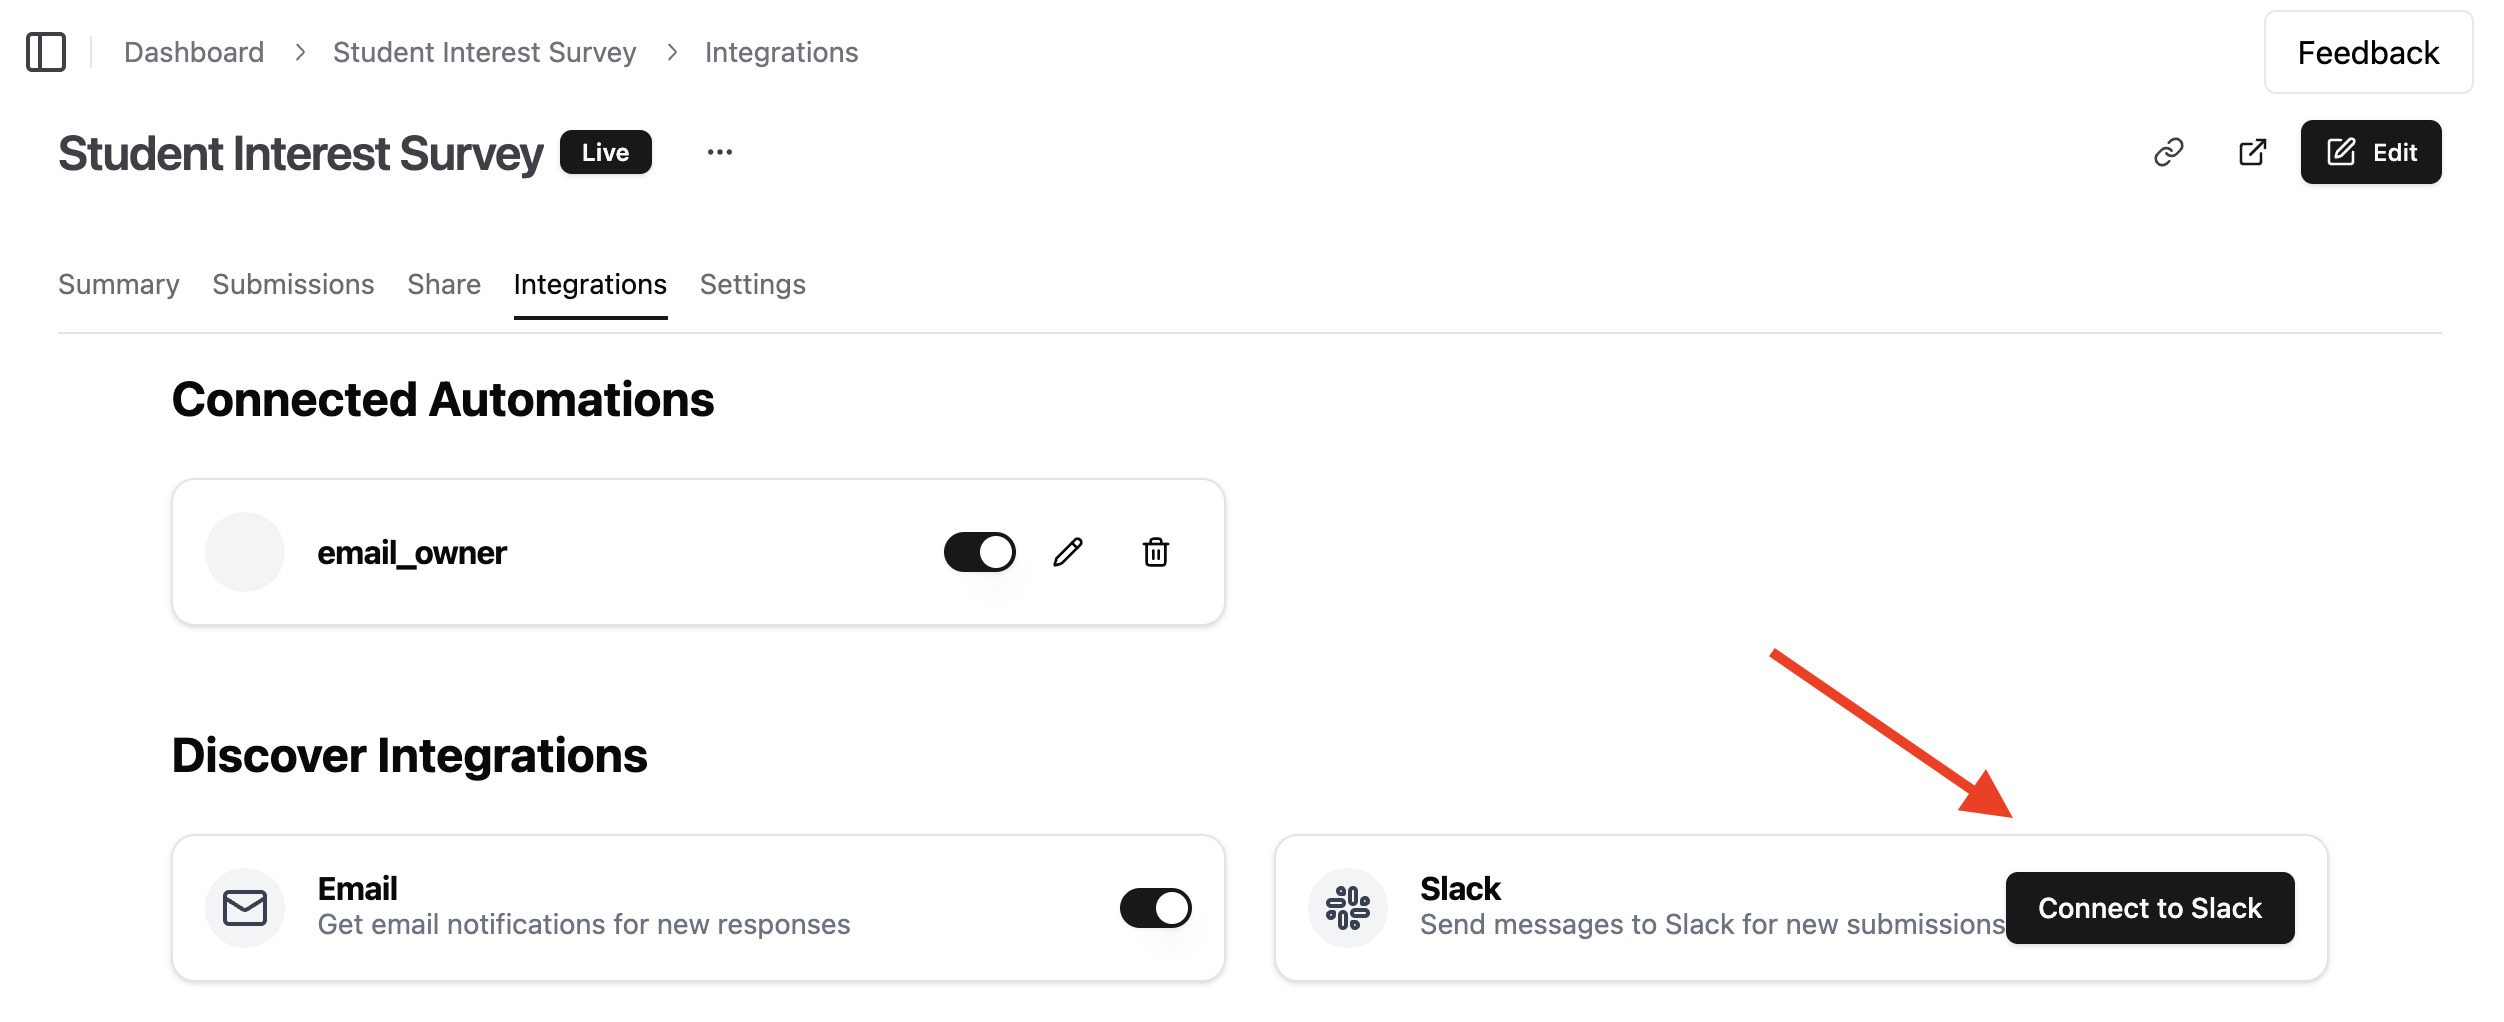 Dashboard > Student Interest Survey > Integrations
Feedback
Student Interest Survey Live ...
Edit
Summary Submissions Share Integrations Settings
Connected Automations
email_owner
Discover Integrations
Email
Get email notifications for new responses
Slack
Send messages to Slack for new submissions
Connect to Slack